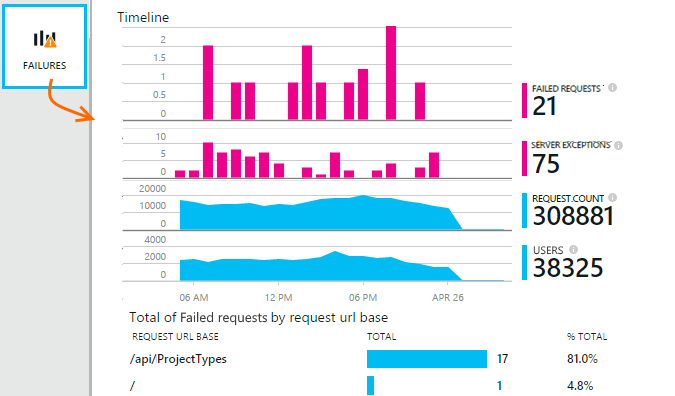 Timeline
FAILURES
2
1.5
1
0.5
0
FAILED REQUESTS
21
10
5
0
SERVER EXCEPTIONS
75
20000
10000
0
REQUEST.COUNT
308881
4000
2000
0
USERS
38325
06 AM 12 PM 06 PM APR 26
Total of Failed requests by request url base
REQUEST URL BASE TOTAL % TOTAL
/api/ProjectTypes 17 81.0%
/ 1 4.8%